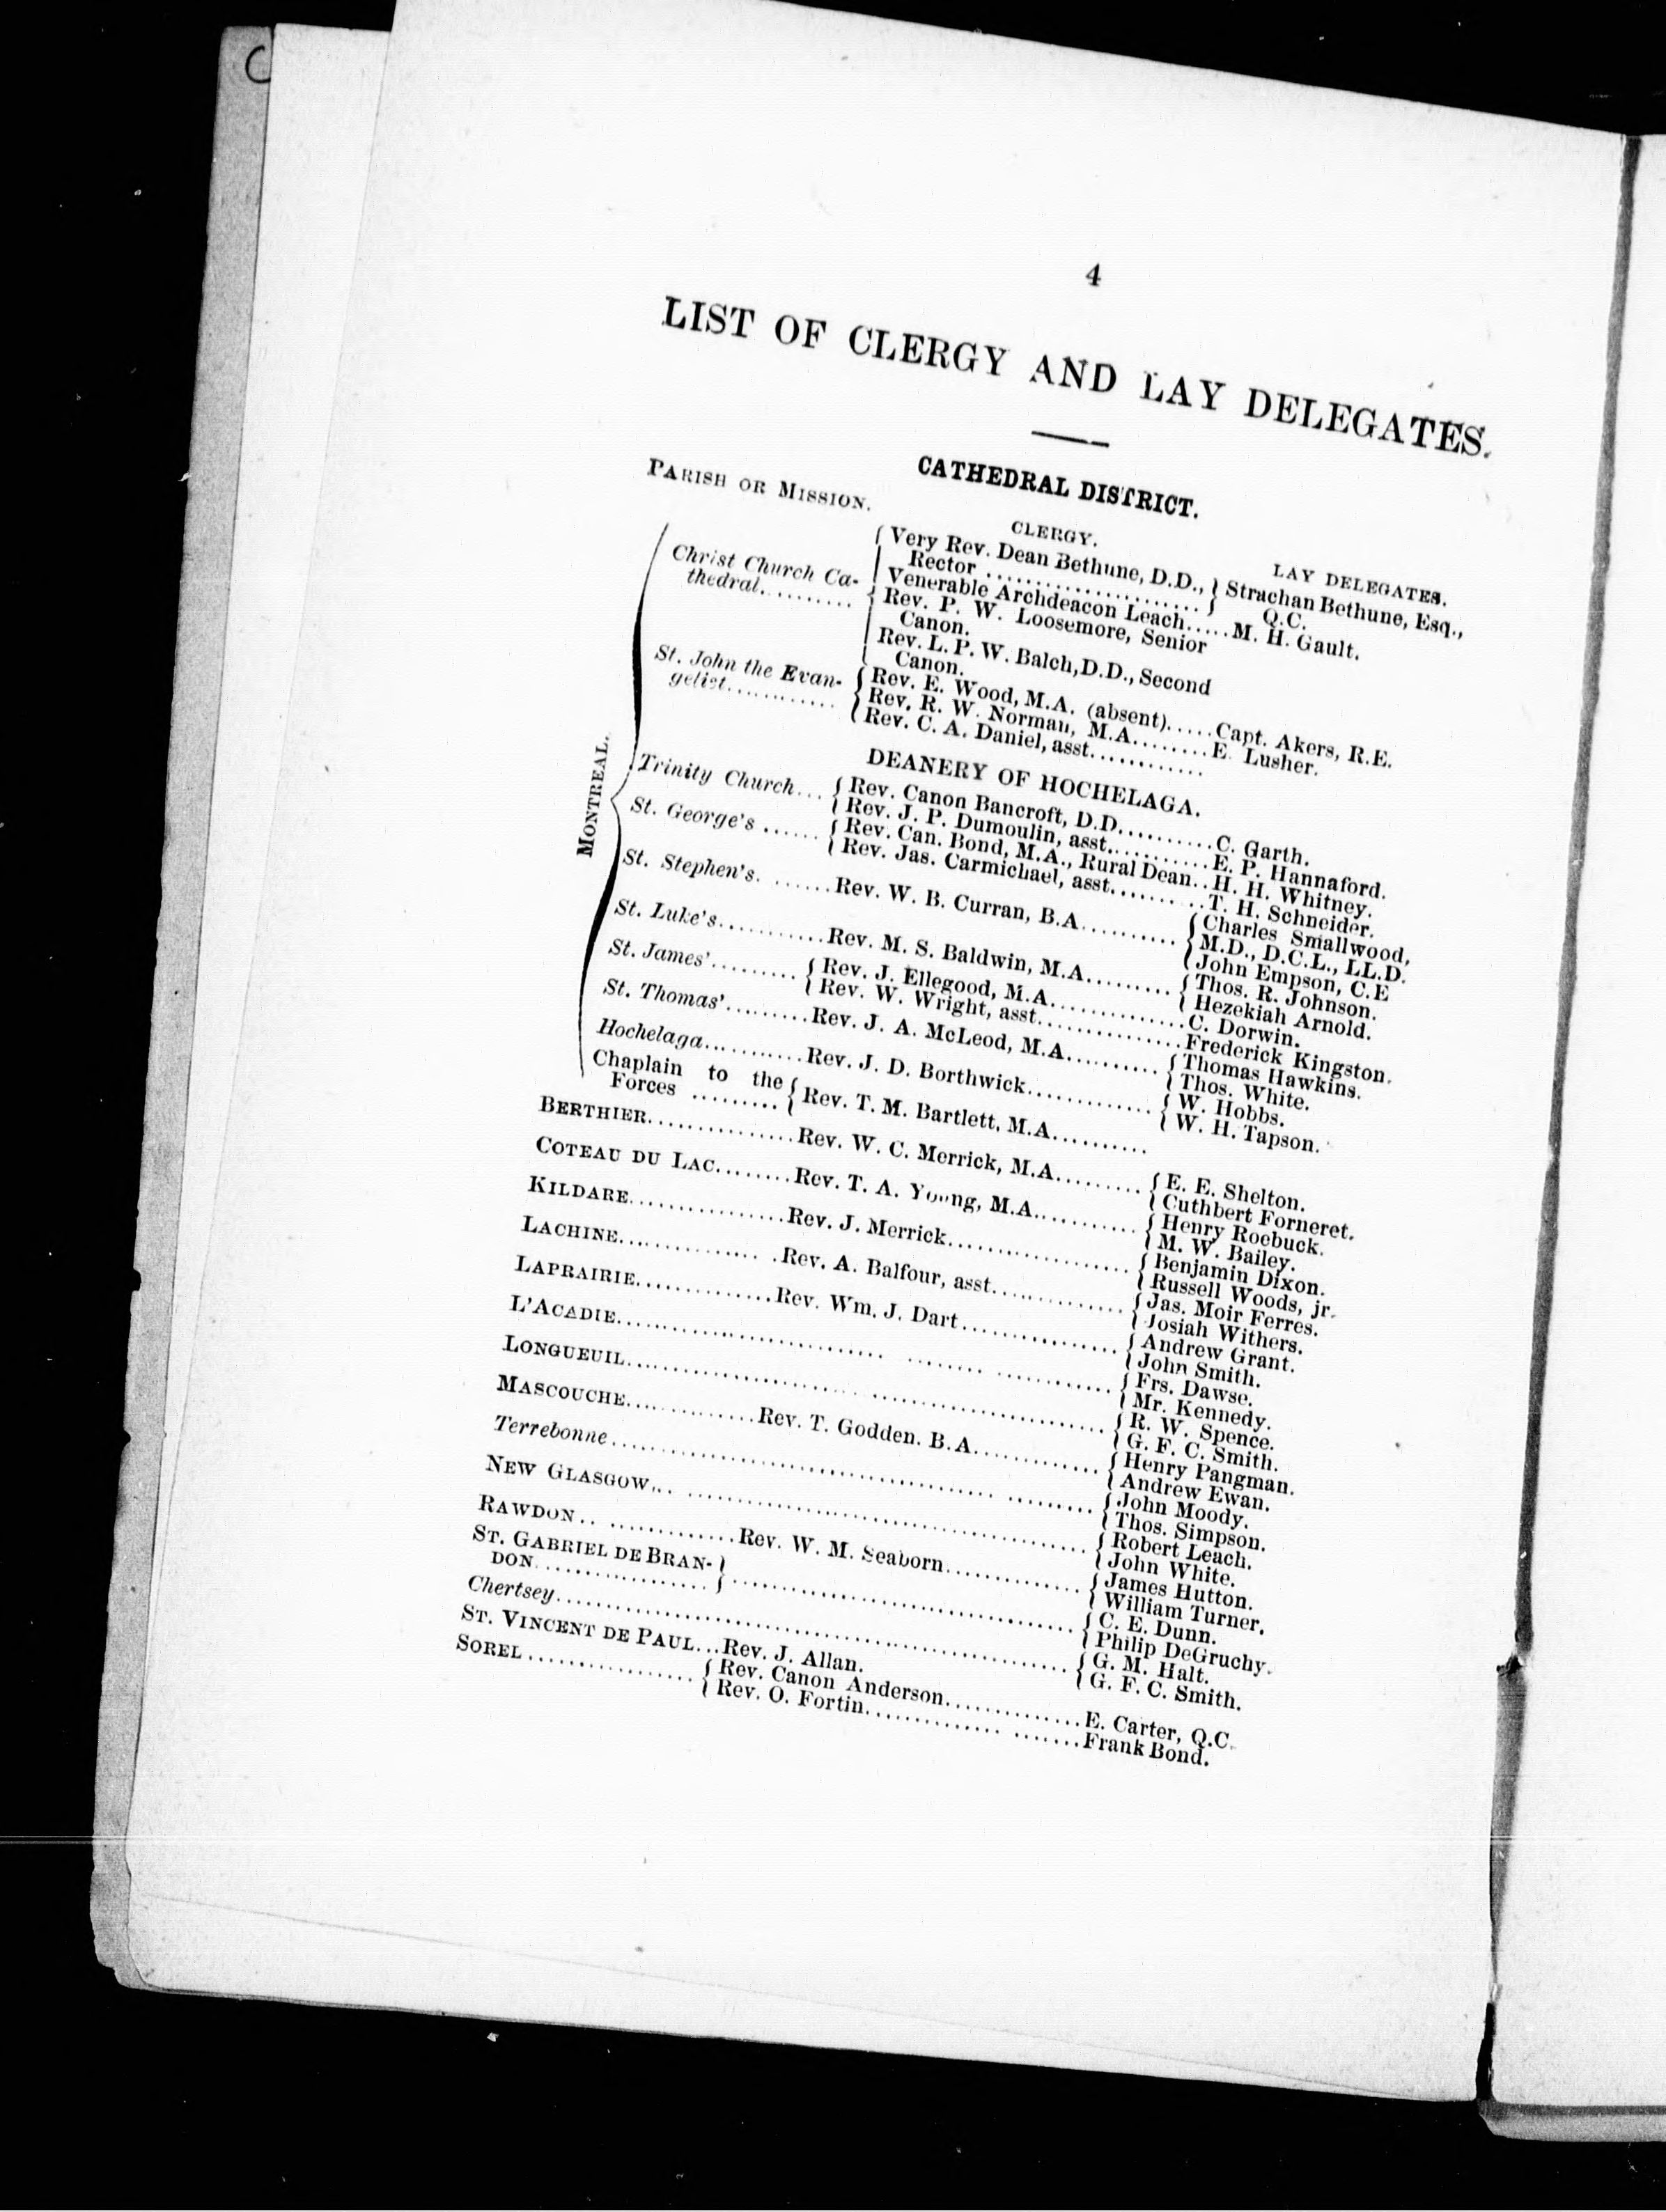 C
4
LIST OF CLERGY AND LAY DELEGATES.
CATHEDRAL DISTRICT.
PARISH OR MISSION.
CLERGY.
LAY DELEGATES.
MONTREAL.
Christ Church Ca-
thedral..........
Very Rev. Dean Bethune, D.D.,
Rector ......................
Strachan Bethune, Esq.,
Q.C.
Venerable Archdeacon Leach.....M. H. Gault.
Rev. P. W. Loosemore, Senior
Canon.
Rev. L. P. W. Balch, D.D., Second
Canon.
St. John the Evan-
gelist............
Rev. E. Wood, M.A. (absent).....Capt. Akers, R.E.
Rev. R. W. Norman, M.A........E. Lusher.
Rev. C. A. Daniel, asst............
DEANERY OF HOCHELAGA.
Trinity Church...
Rev. Canon Bancroft, D.D..........C. Garth.
Rev. J. P. Dumoulin, asst..........E. P. Hannaford.
St. George's ......
Rev. Can. Bond, M.A., Rural Dean..H. H. Whitney.
Rev. Jas. Carmichael, asst..........T. H. Schneider.
St. Stephen's. .......Rev. W. B. Curran, B.A..........
Charles Smallwood,
M.D., D.C.L., LL.D.
John Empson, C.E
St. Luke's...........Rev. M. S. Baldwin, M.A.........
Thos. R. Johnson.
Hezekiah Arnold.
St. James'.........
Rev. J. Ellegood, M.A..............C. Dorwin.
Rev. W. Wright, asst...............Frederick Kingston.
St. Thomas'.........Rev. J. A. McLeod, M.A..........
Thomas Hawkins.
Thos. White.
Hochelaga...........Rev. J. D. Borthwick.............
W. Hobbs.
W. H. Tapson.
Chaplain to the
Forces .........
Rev. T. M. Bartlett, M.A..........
BERTHIER...............Rev. W. C. Merrick, M.A.........
E. E. Shelton.
Cuthbert Forneret.
COTEAU DU LAC........Rev. T. A. Young, M.A...........
Henry Roebuck.
M. W. Bailey.
KILDARE................Rev. J. Merrick...................
Benjamin Dixon.
Russell Woods, jr.
LACHINE............... .Rev. A. Balfour, asst..............
Jas. Moir Ferres.
Josiah Withers.
LAPRAIRIE..............Rev. Wm. J. Dart................
Andrew Grant.
John Smith.
L'ACADIE............................ ........ ............
Frs. Dawse.
Mr. Kennedy.
LONGUEUIL........................ ..........................
R. W. Spence.
G. F. C. Smith.
MASCOUCHE.............Rev. T. Godden. B.A.............
Henry Pangman.
Andrew Ewan.
Terrebonne....................................... .........
John Moody.
Thos. Simpson.
NEW GLASGOW... ........................................
Robert Leach.
John White.
RAWDON.. .............Rev. W. M. Seaborn..............
James Hutton.
William Turner.
ST. GABRIEL DE BRAN-
DON..................
...................................
C. E. Dunn.
Philip DeGruchy.
Chertsey...................................................
G. M. Halt.
G. F. C. Smith.
ST. VINCENT DE PAUL...Rev. J. Allan.
SOREL .................
Rev. Canon Anderson..............E. Carter, Q.C.
Rev. O. Fortin............. .......Frank Bond.